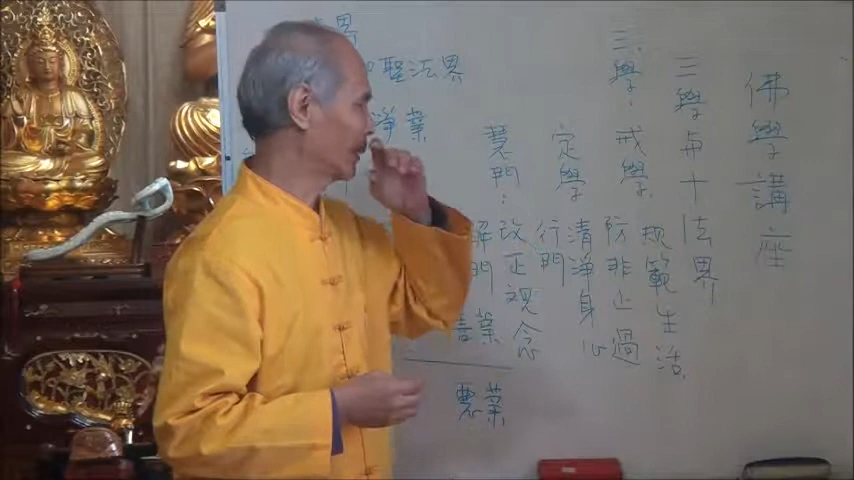 佛學講座
三學與十法界
三學：戒學：規範生活，
防非止過
定學：清淨身心
行門
慧門：改正觀念
解門
善業
惡業
淨業
聖法界
界